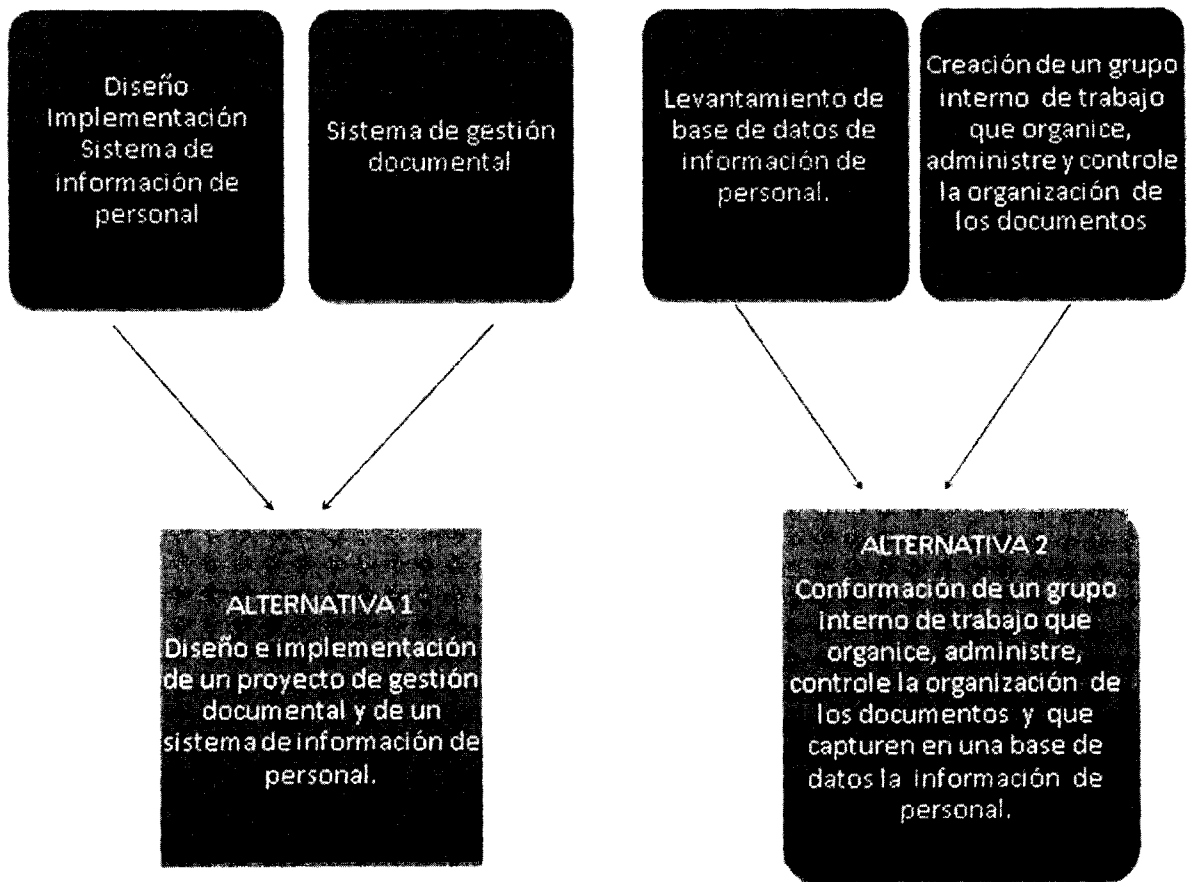 Diseño
Implementación
Sistema de
información de
personal
Sistema de gestión
documental
Levantamiento de
base de datos de
información de
personal.
Creación de un grupo
interno de trabajo
que organice,
administre y controle
la organización de
los documentos
ALTERNATIVA 1
Diseño e implementación
de un proyecto de gestión
documental y de un
sistema de información de
personal.
ALTERNATIVA 2
Conformación de un grupo
interno de trabajo que
organice, administre,
controle la organización de
los documentos y que
capturen en una base de
datos la información de
personal.